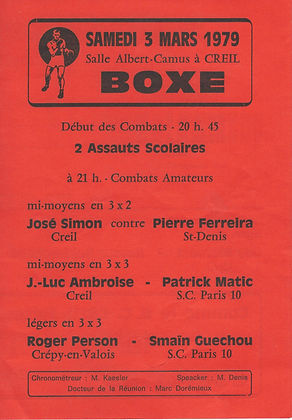 SAMEDI 3 MARS 1979
Salle Albert-Camus à CREIL
BOXE
Début des Combats - 20 h. 45
2 Assauts Scolaires
à 21 h. - Combats Amateurs
mi-moyens en 3 x 2
José Simon contre Pierre Ferreira
Creil St-Denis
mi-moyens en 3 x 3
J.-Luc Ambroise - Patrick Matic
Creil S.C. Paris 10
légers en 3 x 3
Roger Person - Smaïn Guechou
Crépy-en-Valois S.C. Paris 10
Chronométreur : M. Kaesler Speacker : M. Denis
Docteur de la Réunion : Marc Dorémieux